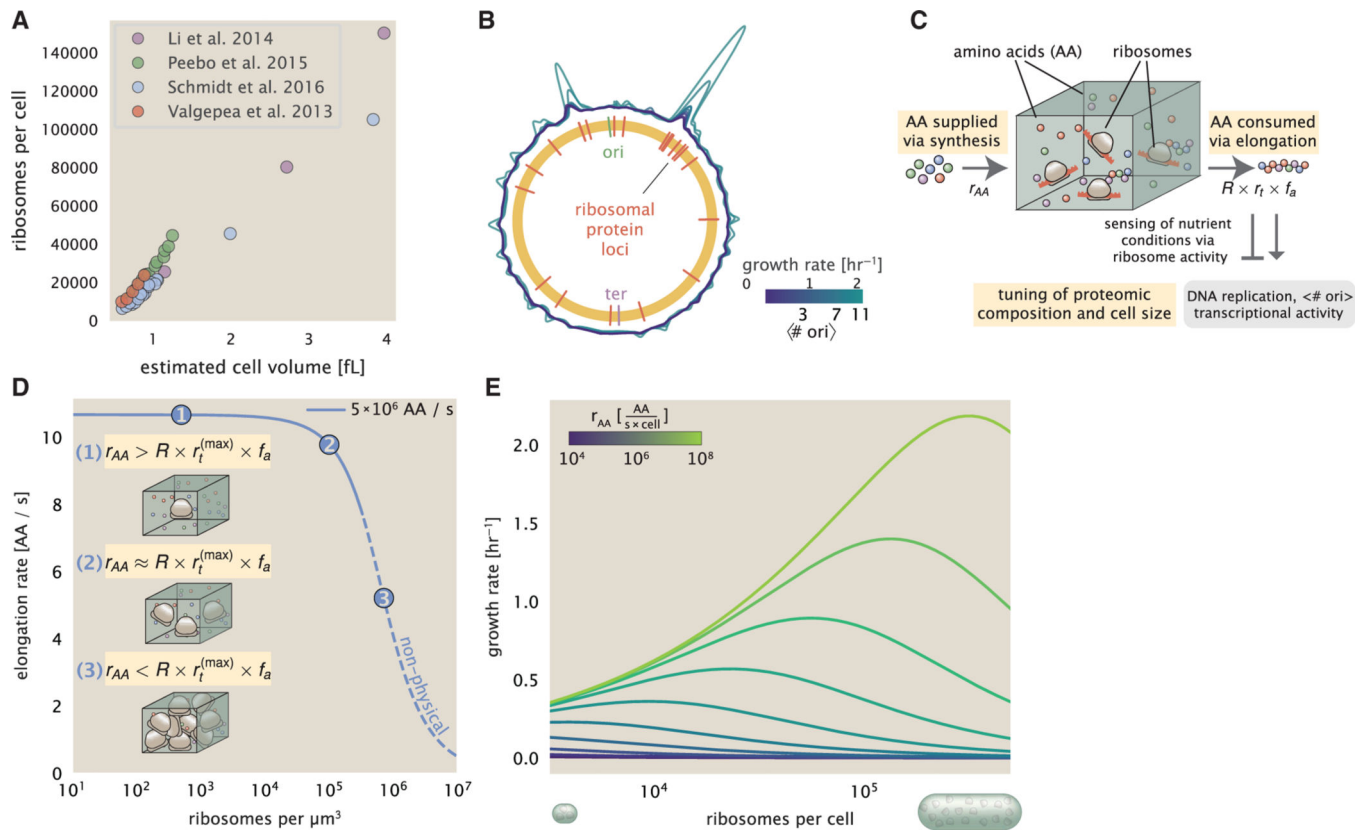 A
ribosomes per cell
140000
120000
100000
80000
60000
40000
20000
0
Li et al. 2014
Peebo et al. 2015
Schmidt et al. 2016
Valgepea et al. 2013
1
2
3
4
estimated cell volume [fL]
B
ori
ribosomal
protein
loci
ter
growth rate [hr⁻¹]
0 1 2
3 7 11
⟨# ori⟩
C
amino acids (AA)
ribosomes
AA supplied
via synthesis
r_AA
AA consumed
via elongation
R × r_t × f_a
sensing of nutrient
conditions via
ribosome activity
tuning of proteomic
composition and cell size
DNA replication, <# ori>
transcriptional activity
D
elongation rate [AA / s]
10
8
6
4
2
0
5×10⁶ AA / s
1
2
3
(1) r_AA > R × r_t^(max) × f_a
(2) r_AA ≈ R × r_t^(max) × f_a
(3) r_AA < R × r_t^(max) × f_a
non–physical
10¹ 10² 10³ 10⁴ 10⁵ 10⁶ 10⁷
ribosomes per µm³
E
r_AA [AA / s × cell]
10⁴ 10⁶ 10⁸
growth rate [hr⁻¹]
2.0
1.5
1.0
0.5
0.0
10⁴ 10⁵
ribosomes per cell